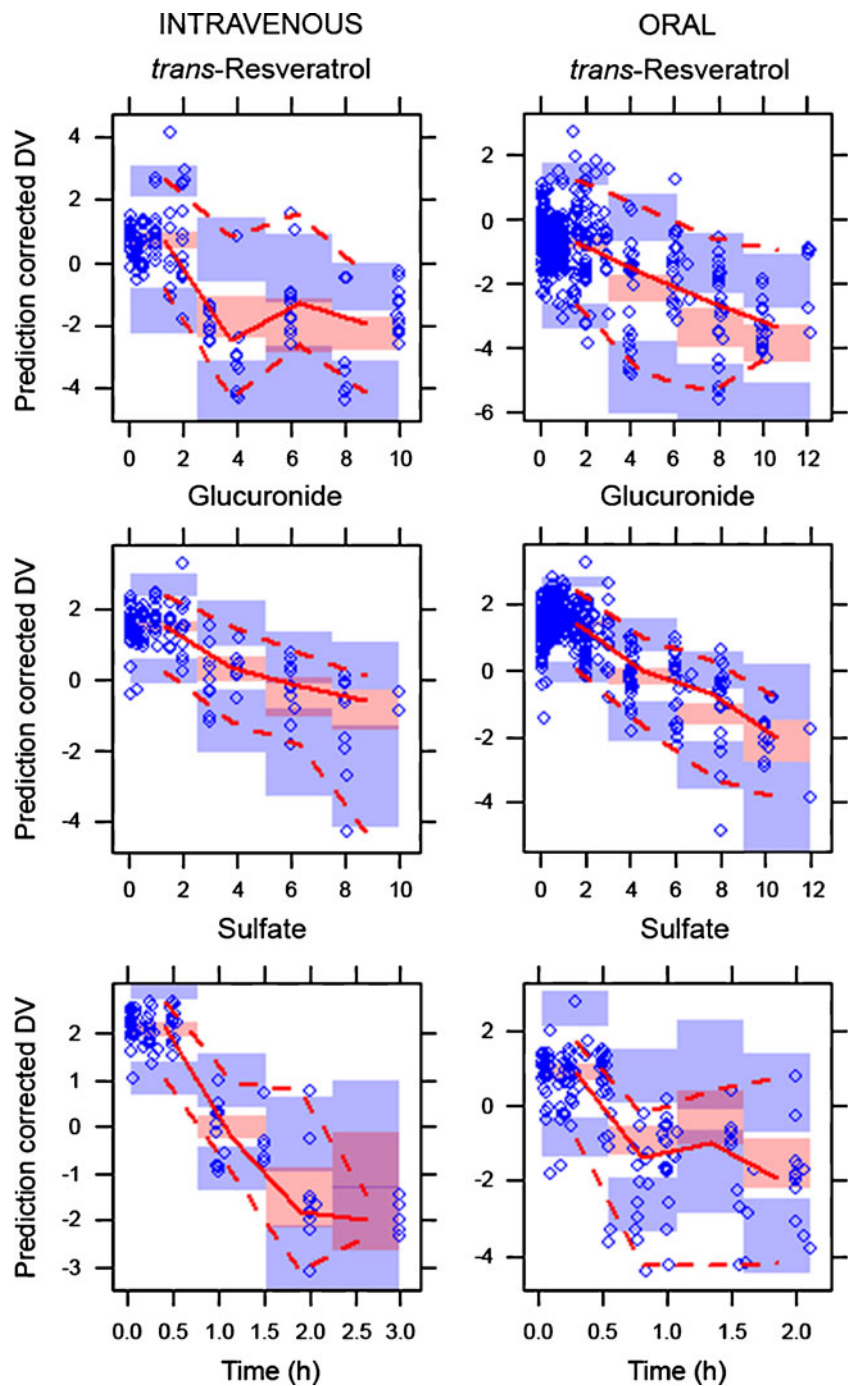 INTRAVENOUS ORAL
trans-Resveratrol trans-Resveratrol
Prediction corrected DV
4
2
0
-2
-4
0 2 4 6 8 10
2
0
-2
-4
-6
0 2 4 6 8 10 12
Glucuronide Glucuronide
Prediction corrected DV
2
0
-2
-4
0 2 4 6 8 10
2
0
-2
-4
0 2 4 6 8 10 12
Sulfate Sulfate
Prediction corrected DV
2
1
0
-1
-2
-3
0.0 0.5 1.0 1.5 2.0 2.5 3.0
2
0
-2
-4
0.0 0.5 1.0 1.5 2.0
Time (h) Time (h)